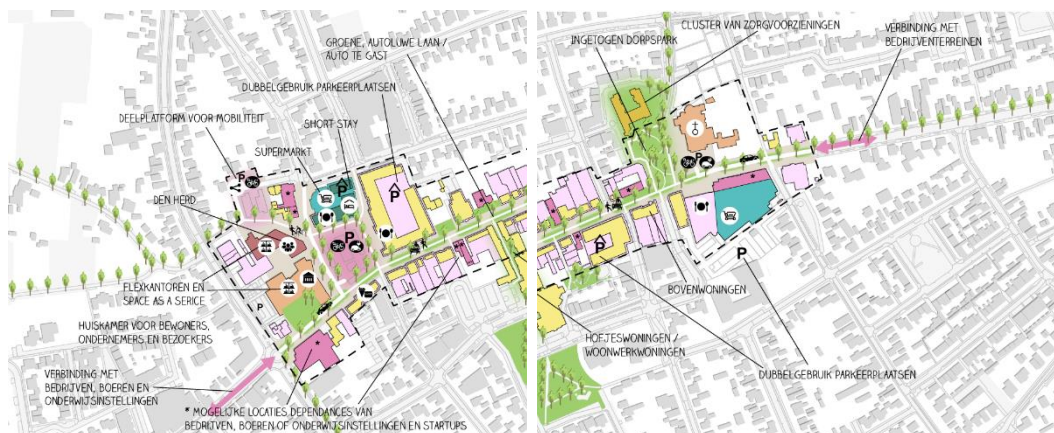 GROENE, AUTOLUWE LAAN /
AUTO TE GAST
DUBBELGEBRUIK PARKEERPLAATSEN
DEELPLATFORM VOOR MOBILITEIT
SHORT STAY
SUPERMARKT
P
P
DEN HERD
P
FLEXKANTOREN EN
SPACE AS A SERICE
P
HUISKAMER VOOR BEWONERS,
ONDERNEMERS EN BEZOEKERS
VERBINDING MET
BEDRIJVEN, BOEREN EN
ONDERWIJSINSTELLINGEN
* MOGELIJKE LOCATIES DEPENDANCES VAN
BEDRIJVEN, BOEREN OF ONDERWIJSINSTELLINGEN EN STARTUPS
CLUSTER VAN ZORGVOORZIENINGEN
INGETOGEN DORPSPARK
VERBINDING MET
BEDRIJVENTERREINEN
P
P
P
BOVENWONINGEN
HOFJESWONINGEN /
WOONWERKWONINGEN
DUBBELGEBRUIK PARKEERPLAATSEN